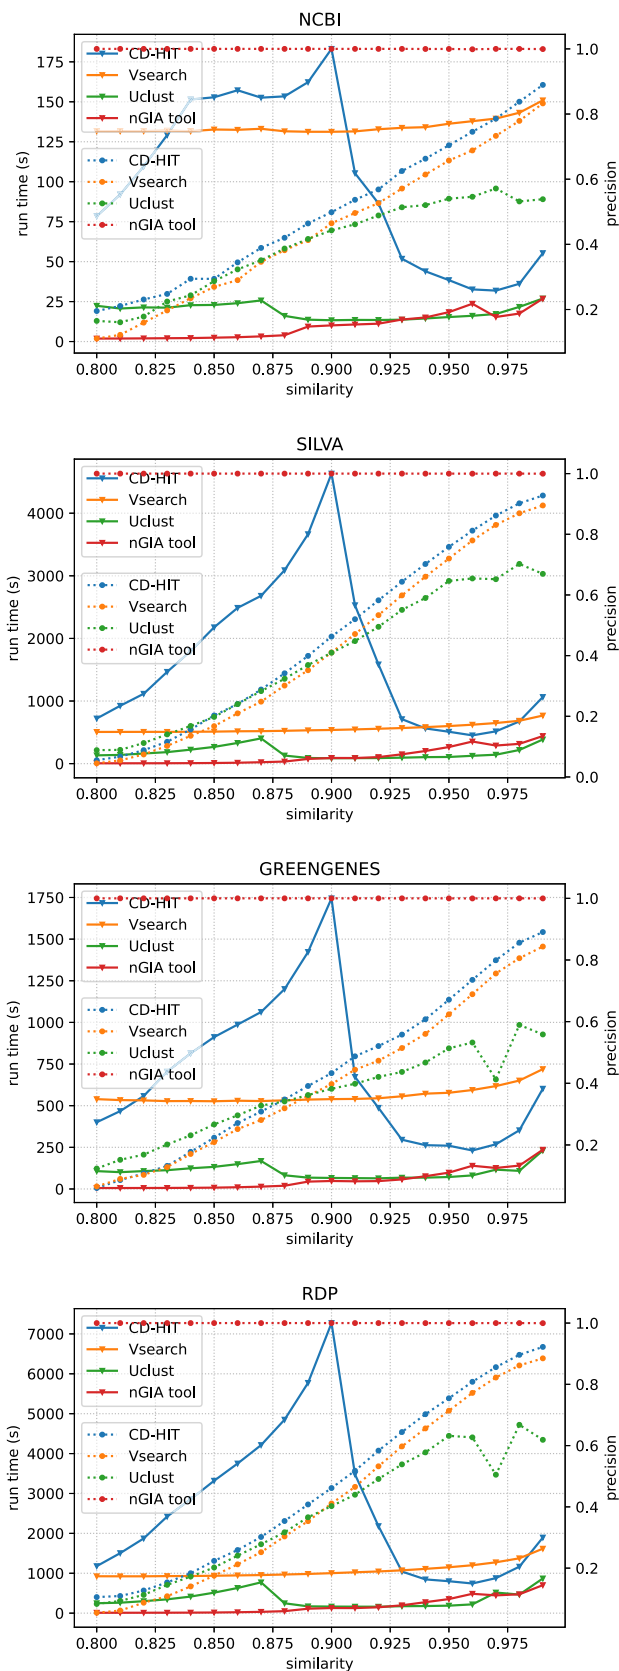 NCBI
175
150
125
100
75
50
25
0
run time (s)
CD-HIT
Vsearch
Uclust
nGIA tool
CD-HIT
Vsearch
Uclust
nGIA tool
1.0
0.8
0.6
0.4
0.2
precision
0.800 0.825 0.850 0.875 0.900 0.925 0.950 0.975
similarity
SILVA
4000
3000
2000
1000
0
run time (s)
CD-HIT
Vsearch
Uclust
nGIA tool
CD-HIT
Vsearch
Uclust
nGIA tool
1.0
0.8
0.6
0.4
0.2
0.0
precision
0.800 0.825 0.850 0.875 0.900 0.925 0.950 0.975
similarity
GREENGENES
1750
1500
1250
1000
750
500
250
0
run time (s)
CD-HIT
Vsearch
Uclust
nGIA tool
CD-HIT
Vsearch
Uclust
nGIA tool
1.0
0.8
0.6
0.4
0.2
precision
0.800 0.825 0.850 0.875 0.900 0.925 0.950 0.975
similarity
RDP
7000
6000
5000
4000
3000
2000
1000
0
run time (s)
CD-HIT
Vsearch
Uclust
nGIA tool
CD-HIT
Vsearch
Uclust
nGIA tool
1.0
0.8
0.6
0.4
0.2
precision
0.800 0.825 0.850 0.875 0.900 0.925 0.950 0.975
similarity